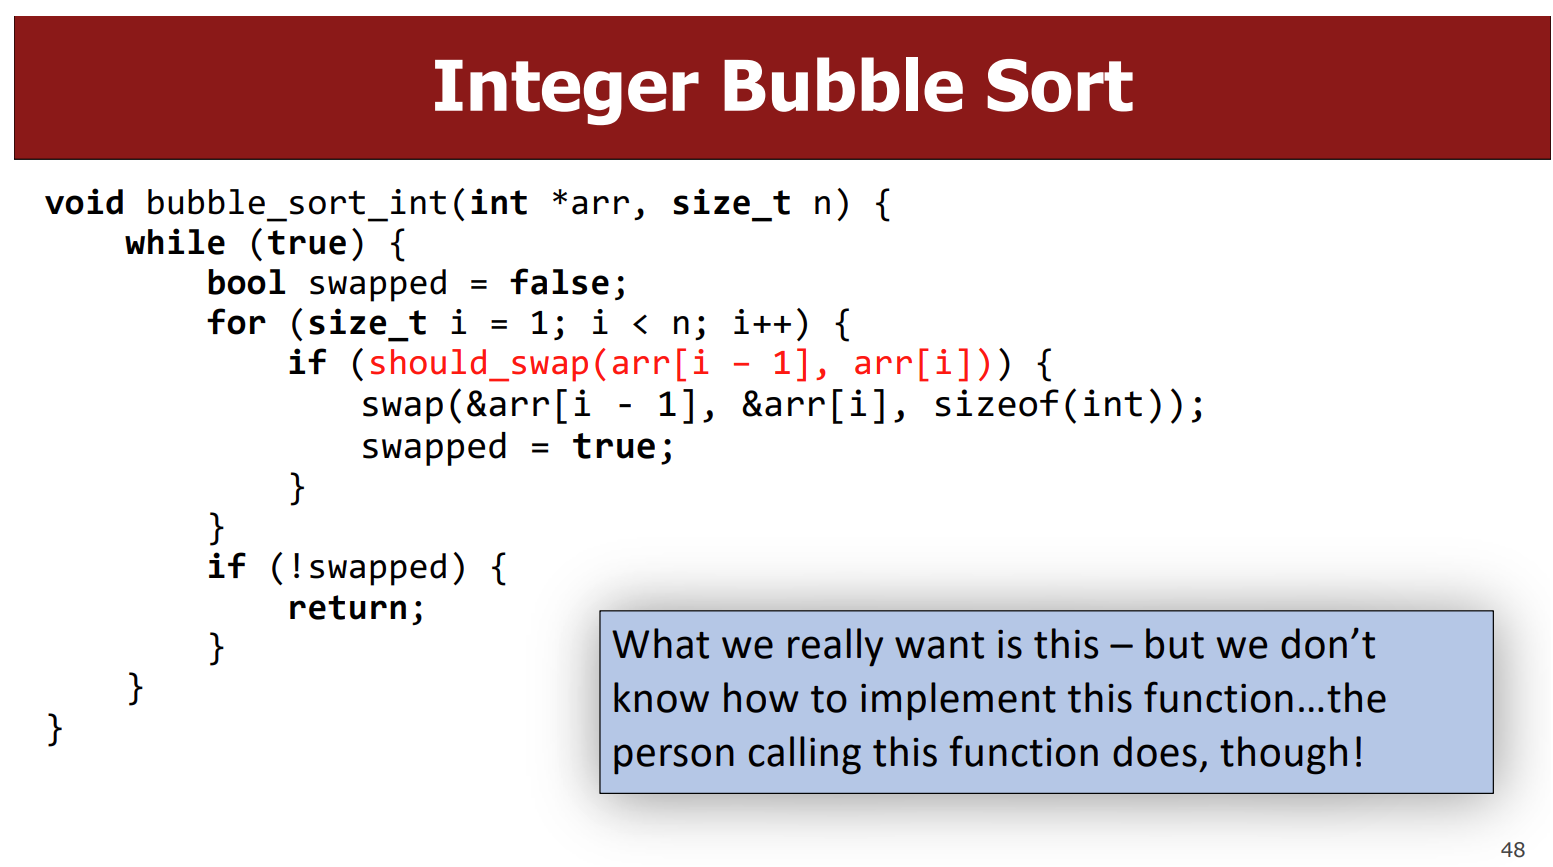 Integer Bubble Sort
void bubble_sort_int(int *arr, size_t n) {
    while (true) {
        bool swapped = false;
        for (size_t i = 1; i < n; i++) {
            if (should_swap(arr[i – 1], arr[i])) {
                swap(&arr[i - 1], &arr[i], sizeof(int));
                swapped = true;
            }
        }
        if (!swapped) {
            return;
        }
    }
}
What we really want is this – but we don’t
know how to implement this function…the
person calling this function does, though!
48